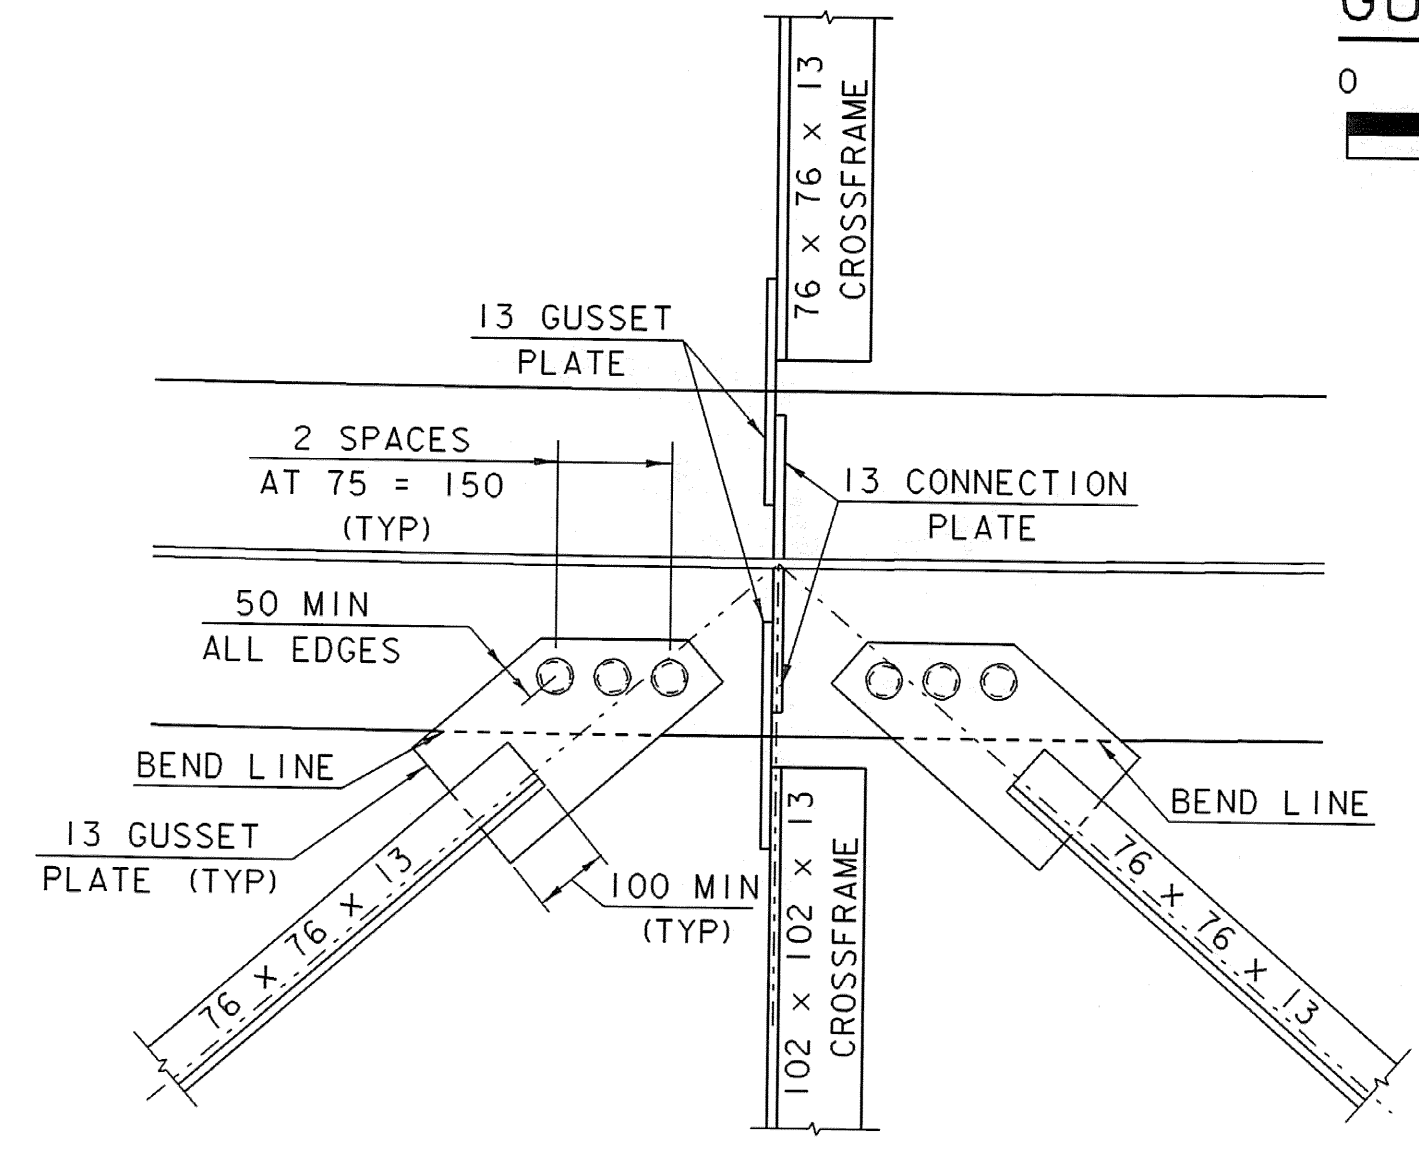 0
76 x 76 x 13
CROSSFRAME
13 GUSSET
PLATE
2 SPACES
AT 75 = 150
(TYP)
13 CONNECTION
PLATE
50 MIN
ALL EDGES
BEND LINE
BEND LINE
13 GUSSET
PLATE (TYP)
100 MIN
(TYP)
76 x 76 x 13
102 x 102 x 13
CROSSFRAME
76 x 76 x 13